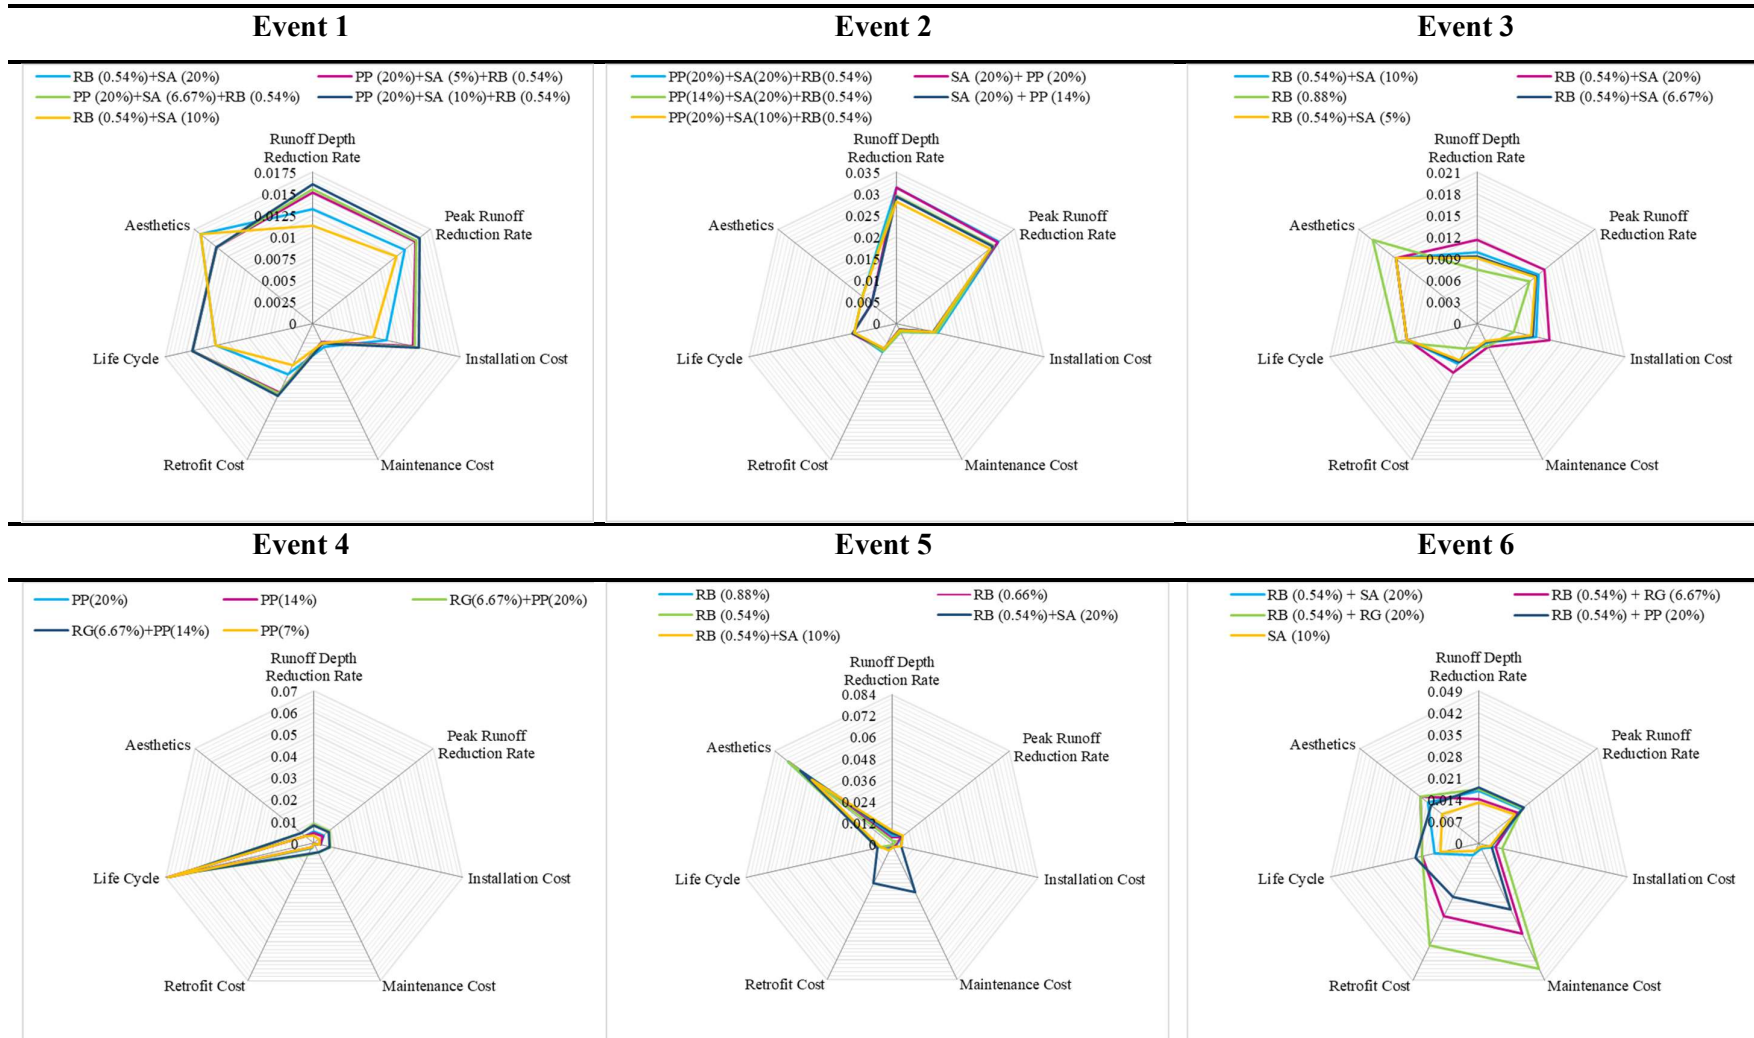 Event 1
Event 2
Event 3
RB (0.54%)+SA (20%)
PP (20%)+SA (5%)+RB (0.54%)
PP (20%)+SA (6.67%)+RB (0.54%)
PP (20%)+SA (10%)+RB (0.54%)
RB (0.54%)+SA (10%)
Runoff Depth
Reduction Rate
0.0175
0.015
0.0125
0.01
0.0075
0.005
0.0025
0
Peak Runoff
Reduction Rate
Installation Cost
Maintenance Cost
Retrofit Cost
Life Cycle
Aesthetics
PP(20%)+SA(20%)+RB(0.54%)
SA (20%) + PP (20%)
PP(14%)+SA(20%)+RB(0.54%)
SA (20%) + PP (14%)
PP(20%)+SA(10%)+RB(0.54%)
Runoff Depth
Reduction Rate
0.035
0.03
0.025
0.02
0.015
0.01
0.005
0
Peak Runoff
Reduction Rate
Installation Cost
Maintenance Cost
Retrofit Cost
Life Cycle
Aesthetics
RB (0.54%)+SA (10%)
RB (0.54%)+SA (20%)
RB (0.88%)
RB (0.54%)+SA (6.67%)
RB (0.54%)+SA (5%)
Runoff Depth
Reduction Rate
0.021
0.018
0.015
0.012
0.009
0.006
0.003
0
Peak Runoff
Reduction Rate
Installation Cost
Maintenance Cost
Retrofit Cost
Life Cycle
Aesthetics
Event 4
Event 5
Event 6
PP(20%)
PP(14%)
RG(6.67%)+PP(20%)
RG(6.67%)+PP(14%)
PP(7%)
Runoff Depth
Reduction Rate
0.07
0.06
0.05
0.04
0.03
0.02
0.01
0
Peak Runoff
Reduction Rate
Installation Cost
Maintenance Cost
Retrofit Cost
Life Cycle
Aesthetics
RB (0.88%)
RB (0.66%)
RB (0.54%)
RB (0.54%)+SA (20%)
RB (0.54%)+SA (10%)
Runoff Depth
Reduction Rate
0.084
0.072
0.06
0.048
0.036
0.024
0.012
0
Peak Runoff
Reduction Rate
Installation Cost
Maintenance Cost
Retrofit Cost
Life Cycle
Aesthetics
RB (0.54%) + SA (20%)
RB (0.54%) + RG (6.67%)
RB (0.54%) + RG (20%)
RB (0.54%) + PP (20%)
SA (10%)
Runoff Depth
Reduction Rate
0.049
0.042
0.035
0.028
0.021
0.014
0.007
0
Peak Runoff
Reduction Rate
Installation Cost
Maintenance Cost
Retrofit Cost
Life Cycle
Aesthetics